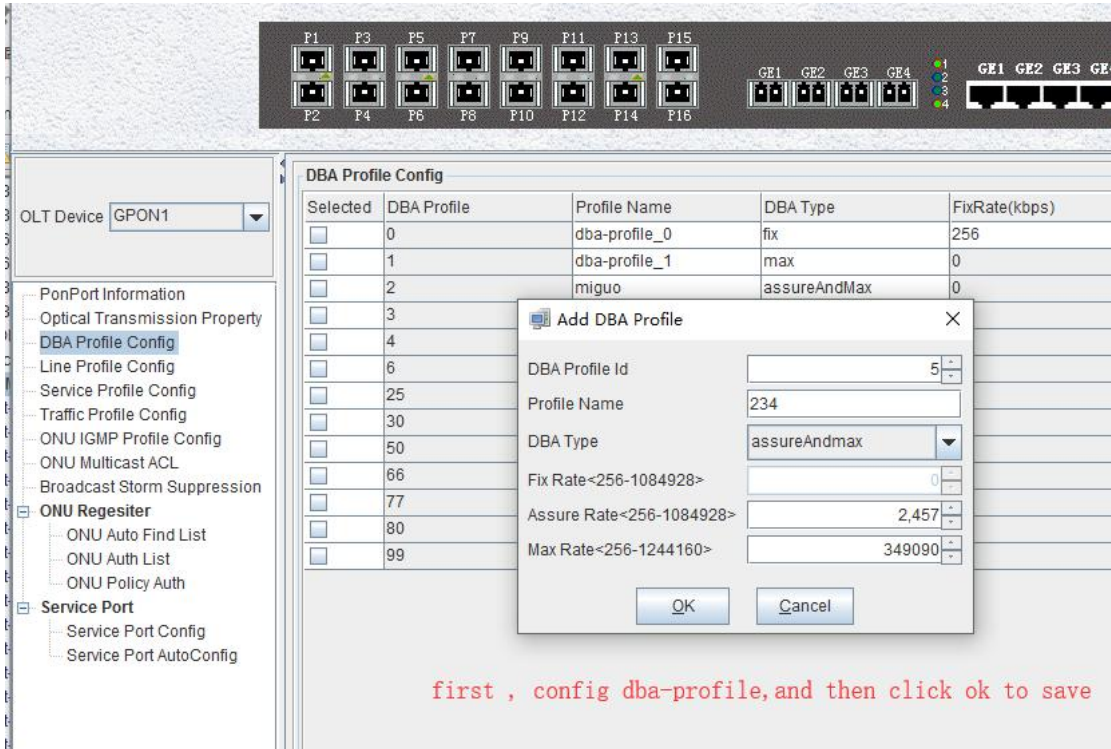 P1 P3 P5 P7 P9 P11 P13 P15
GE1 GE2 GE3 GE4
1
2
3
4
GE1 GE2 GE3
P2 P4 P6 P8 P10 P12 P14 P16
OLT Device GPON1
PonPort Information
Optical Transmission Property
DBA Profile Config
Line Profile Config
Service Profile Config
Traffic Profile Config
ONU IGMP Profile Config
ONU Multicast ACL
Broadcast Storm Suppression
ONU Regesiter
ONU Auto Find List
ONU Auth List
ONU Policy Auth
Service Port
Service Port Config
Service Port AutoConfig
DBA Profile Config
Selected DBA Profile Profile Name DBA Type FixRate(kbps)
0 dba-profile_0 fix 256
1 dba-profile_1 max 0
2 miguo assureAndMax 0
3
4
6
25
30
50
66
77
80
99
Add DBA Profile
DBA Profile Id 5
Profile Name 234
DBA Type assureAndmax
Fix Rate<256-1084928> 0
Assure Rate<256-1084928> 2,457
Max Rate<256-1244160> 349090
OK Cancel
first , config dba-profile,and then click ok to save